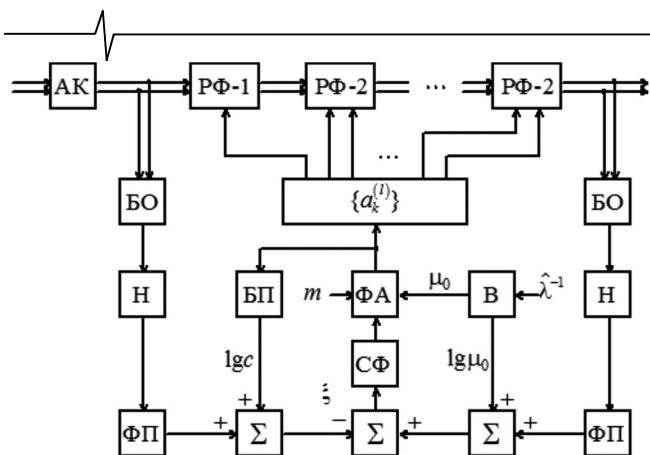 АК РФ-1 РФ-2 ... РФ-2
...
БО {a_k^(l)} БО
Н БП m ФА μ₀ В λ̂⁻¹ Н
lgc СФ lgμ₀
ξ
+ +
ФП + Σ − Σ + Σ + ФП